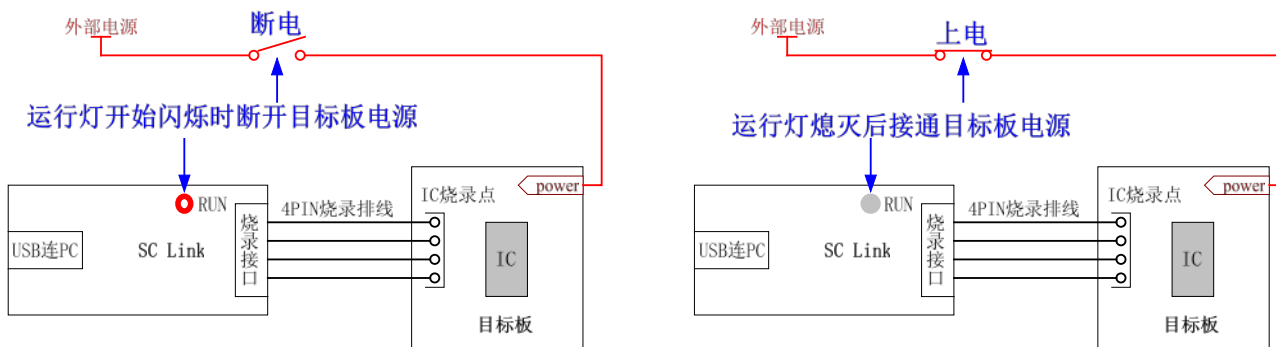 外部电源
断电
运行灯开始闪烁时断开目标板电源
RUN
USB连PC
SC Link
烧录接口
4PIN烧录排线
IC烧录点
power
IC
目标板
外部电源
上电
运行灯熄灭后接通目标板电源
RUN
USB连PC
SC Link
烧录接口
4PIN烧录排线
IC烧录点
power
IC
目标板